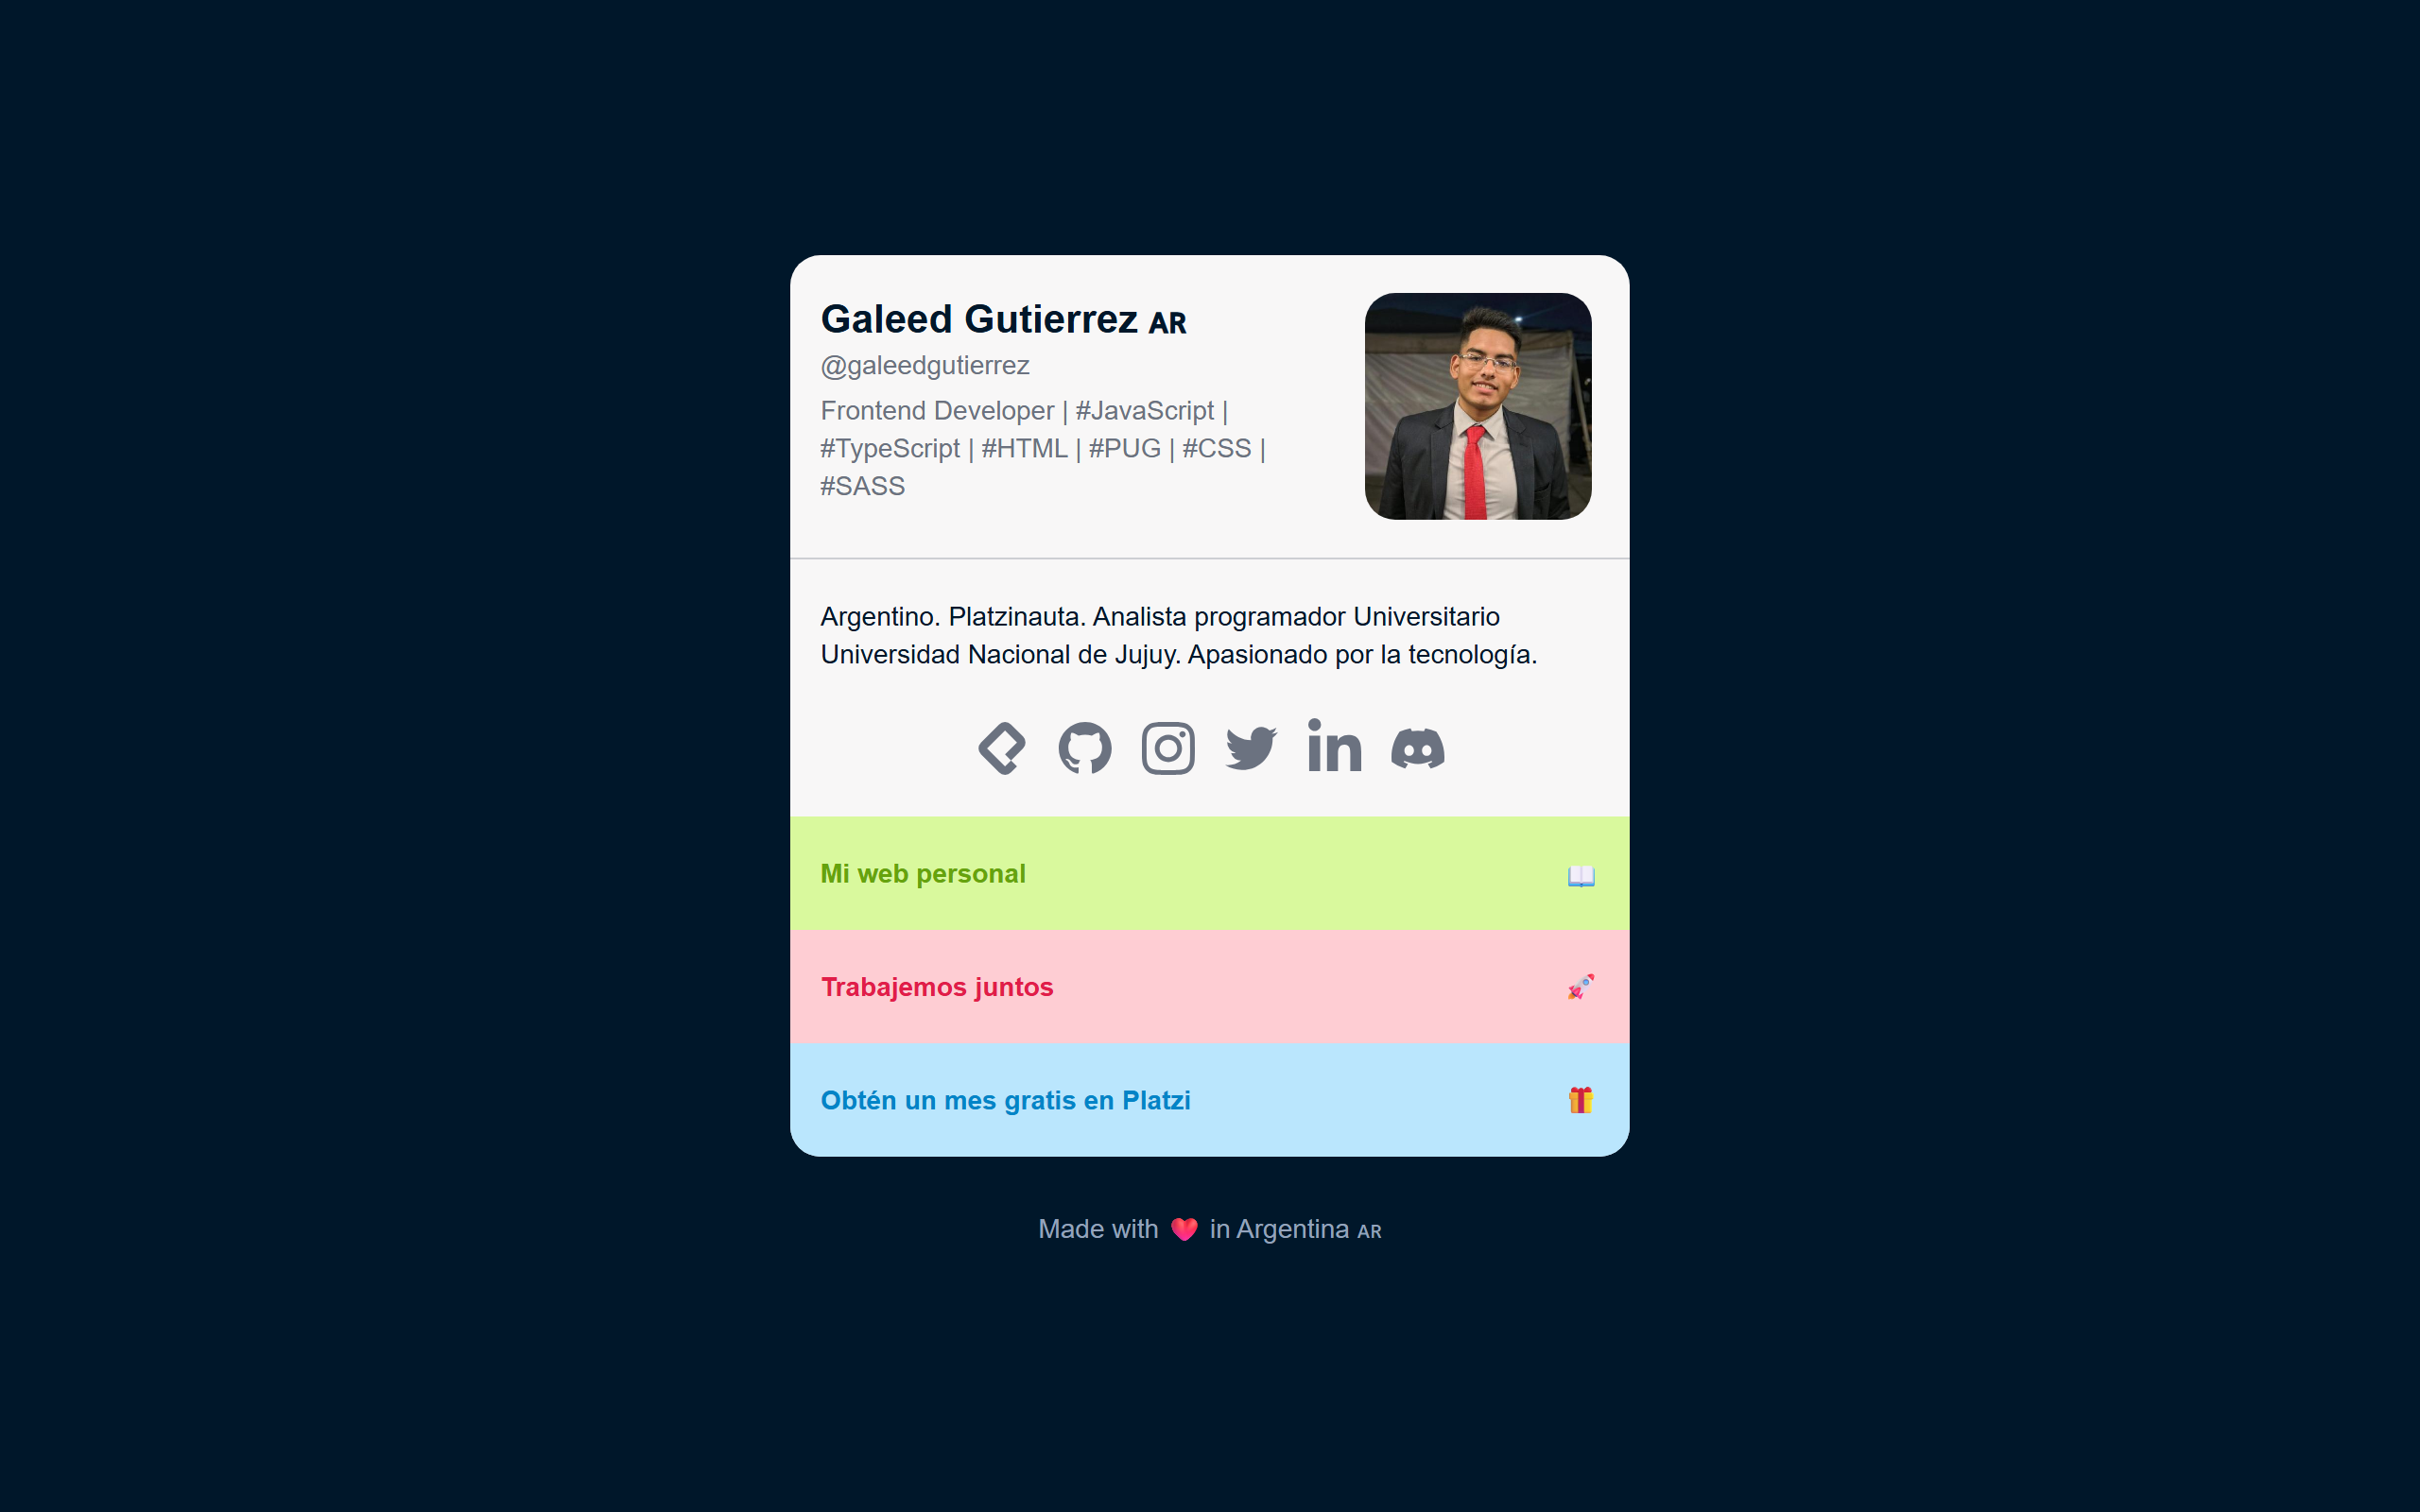 Galeed Gutierrez AR
@galeedgutierrez
Frontend Developer | #JavaScript |
#TypeScript | #HTML | #PUG | #CSS |
#SASS
Argentino. Platzinauta. Analista programador Universitario
Universidad Nacional de Jujuy. Apasionado por la tecnología.
Mi web personal 📖
Trabajemos juntos 🚀
Obtén un mes gratis en Platzi 🎁
Made with ❤️ in Argentina AR